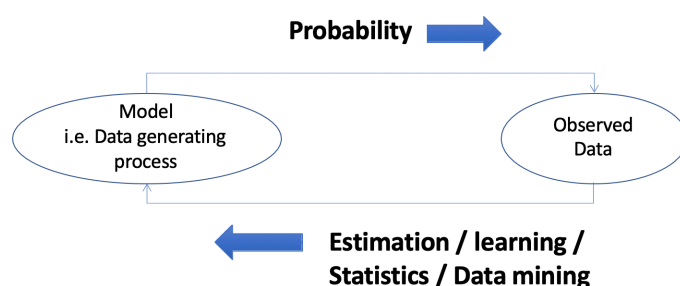 Probability
Model
i.e. Data generating
process
Observed
Data
Estimation / learning /
Statistics / Data mining